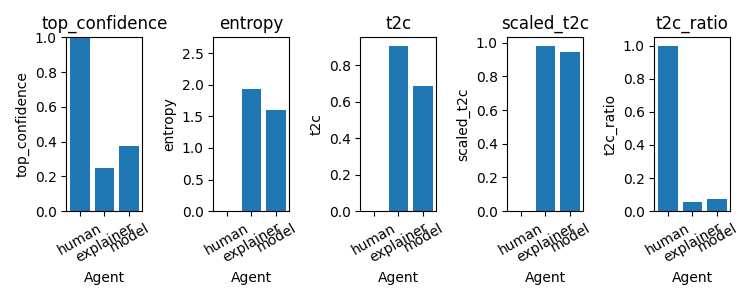 top_confidence
top_confidence
1.0
0.8
0.6
0.4
0.2
0.0
human
explainer
model
Agent
entropy
entropy
2.5
2.0
1.5
1.0
0.5
0.0
human
explainer
model
Agent
t2c
t2c
0.8
0.6
0.4
0.2
0.0
human
explainer
model
Agent
scaled_t2c
scaled_t2c
1.0
0.8
0.6
0.4
0.2
0.0
human
explainer
model
Agent
t2c_ratio
t2c_ratio
1.0
0.8
0.6
0.4
0.2
0.0
human
explainer
model
Agent